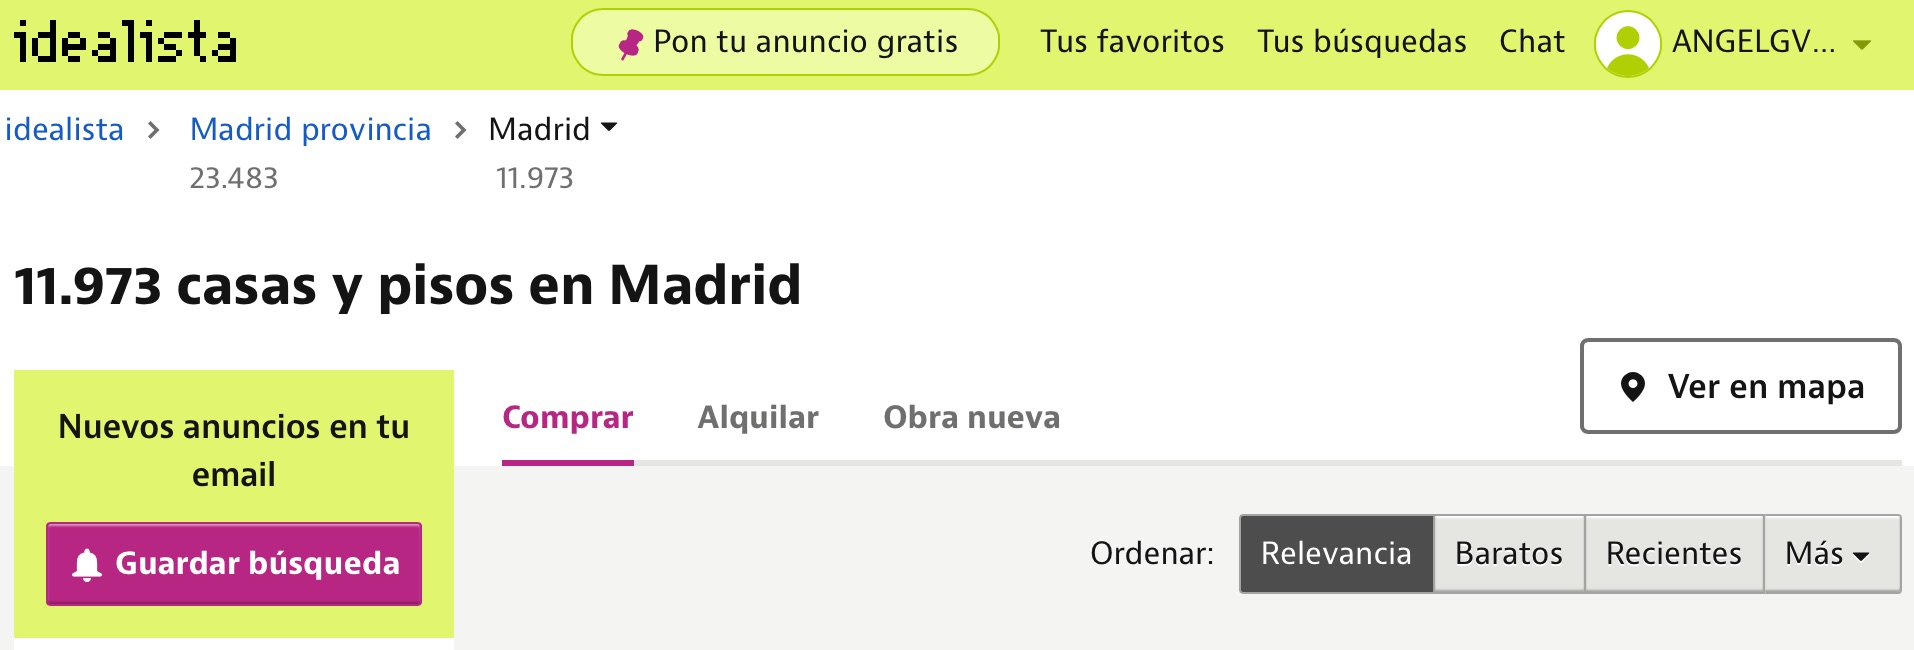 idealista
Pon tu anuncio gratis
Tus favoritos
Tus búsquedas
Chat
ANGELGV...
idealista > Madrid provincia > Madrid
23.483
11.973
11.973 casas y pisos en Madrid
Ver en mapa
Nuevos anuncios en tu
email
Guardar búsqueda
Comprar
Alquilar
Obra nueva
Ordenar:
Relevancia
Baratos
Recientes
Más